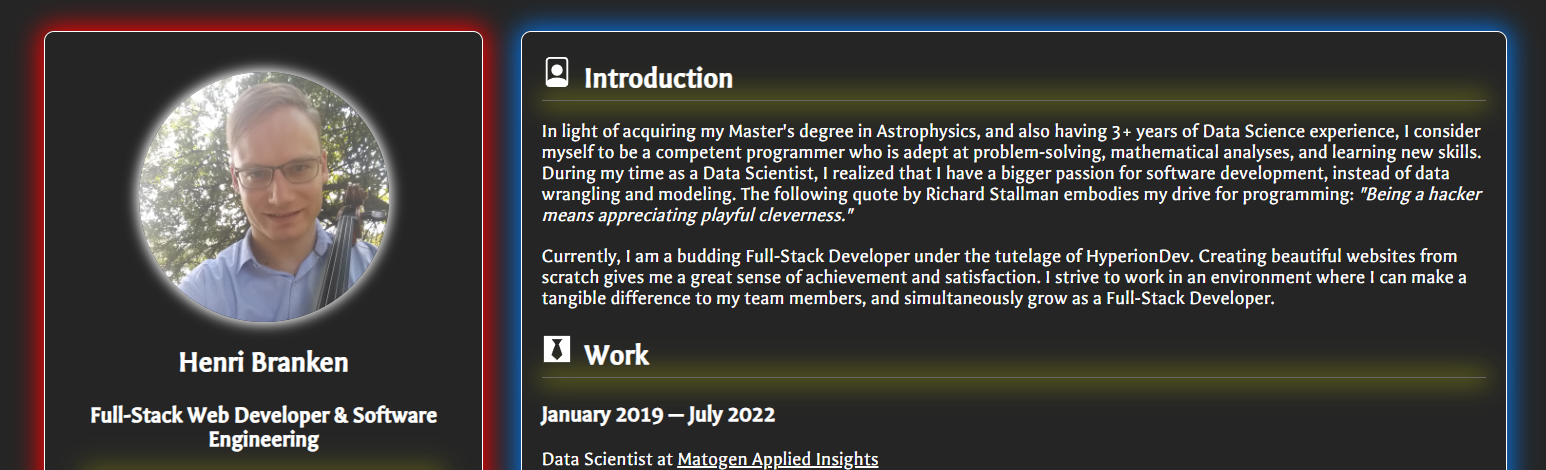 Henri Branken
Full-Stack Web Developer & Software
Engineering
Introduction
In light of acquiring my Master's degree in Astrophysics, and also having 3+ years of Data Science experience, I consider
myself to be a competent programmer who is adept at problem-solving, mathematical analyses, and learning new skills.
During my time as a Data Scientist, I realized that I have a bigger passion for software development, instead of data
wrangling and modeling. The following quote by Richard Stallman embodies my drive for programming: "Being a hacker
means appreciating playful cleverness."
Currently, I am a budding Full-Stack Developer under the tutelage of HyperionDev. Creating beautiful websites from
scratch gives me a great sense of achievement and satisfaction. I strive to work in an environment where I can make a
tangible difference to my team members, and simultaneously grow as a Full-Stack Developer.
Work
January 2019 — July 2022
Data Scientist at Matogen Applied Insights